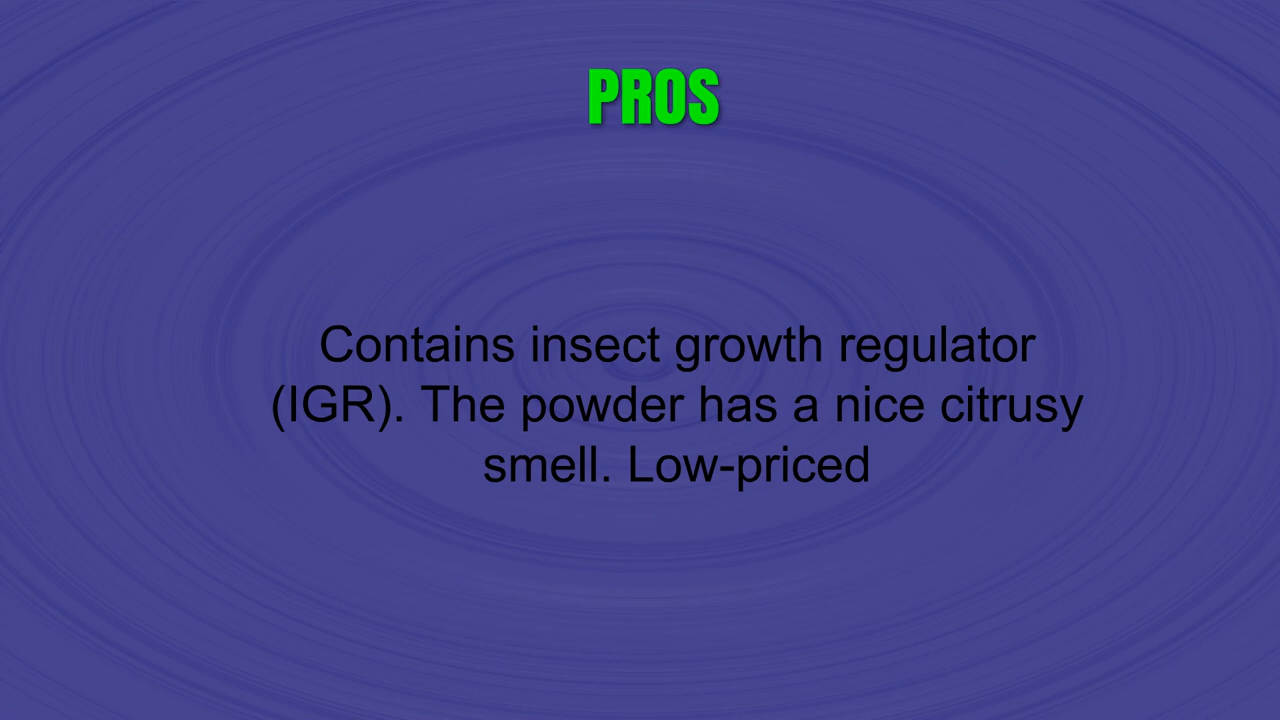 PROS
Contains insect growth regulator
(IGR). The powder has a nice citrusy
smell. Low-priced